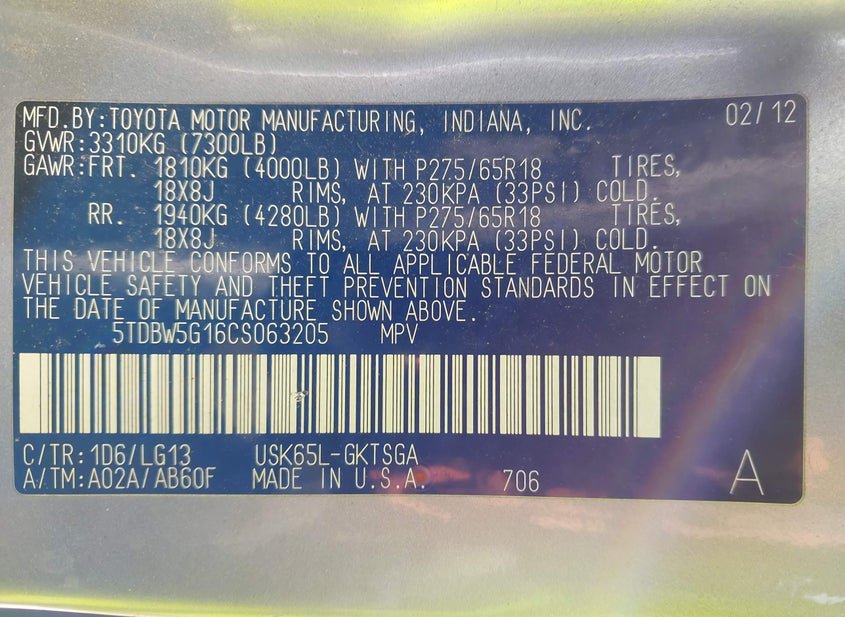 MFD.BY:TOYOTA MOTOR MANUFACTURING, INDIANA, INC. 02/12
GVWR:3310KG (7300LB)
GAWR:FRT. 1810KG (4000LB) WITH P275/65R18 TIRES,
18X8J RIMS, AT 230KPA (33PSI) COLD.
RR. 1940KG (4280LB) WITH P275/65R18 TIRES,
18X8J RIMS, AT 230KPA (33PSI) COLD.
THIS VEHICLE CONFORMS TO ALL APPLICABLE FEDERAL MOTOR
VEHICLE SAFETY AND THEFT PREVENTION STANDARDS IN EFFECT ON
THE DATE OF MANUFACTURE SHOWN ABOVE.
5TDBW5G16CS063205 MPV
C/TR:1D6/LG13 USK65L-GKTSGA
A/TM:A02A/AB60F MADE IN U.S.A. 706 A